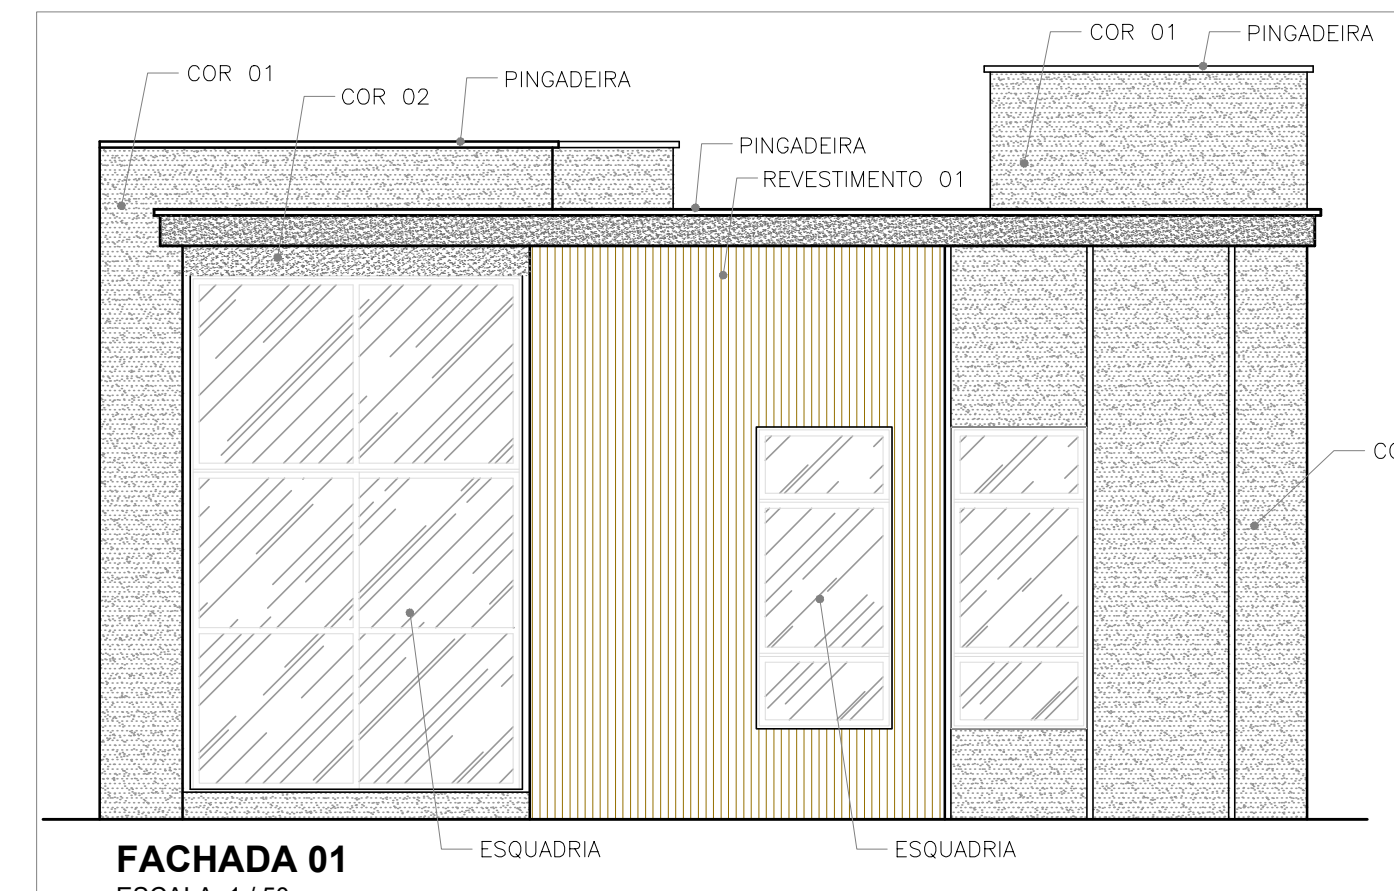 COR 01
PINGADEIRA
COR 01
PINGADEIRA
COR 02
PINGADEIRA
REVESTIMENTO 01
ESQUADRIA
ESQUADRIA
FACHADA 01